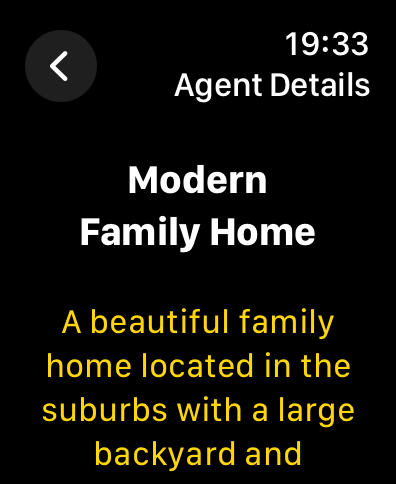 19:33
Agent Details
Modern
Family Home
A beautiful family
home located in the
suburbs with a large
backyard and